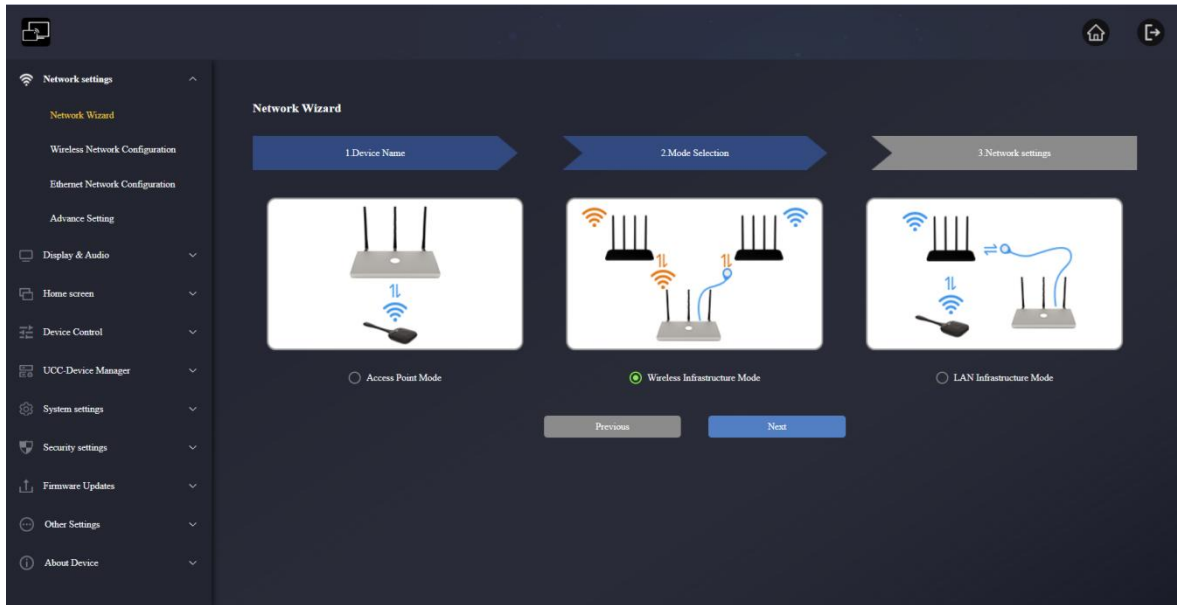 Network settings
Network Wizard
Wireless Network Configuration
Ethernet Network Configuration
Advance Setting
Display & Audio
Home screen
Device Control
UCC-Device Manager
System settings
Security settings
Firmware Updates
Other Settings
About Device
Network Wizard
1.Device Name
2.Mode Selection
3.Network settings
Access Point Mode
Wireless Infrastructure Mode
LAN Infrastructure Mode
Previous
Next